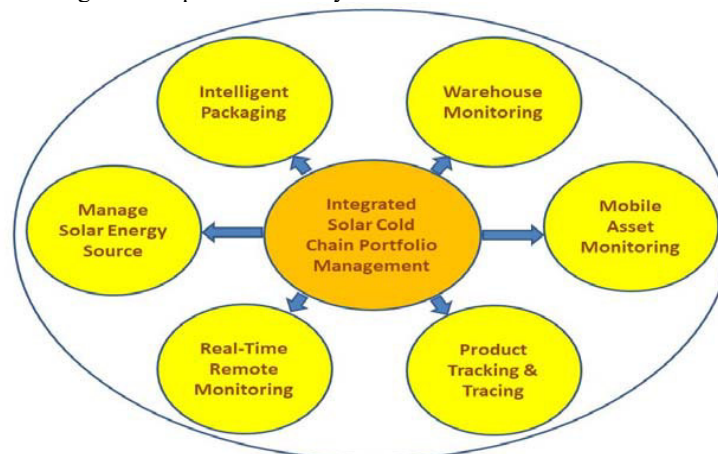 Intelligent
Packaging
Warehouse
Monitoring
Integrated
Solar Cold
Chain Portfolio
Management
Manage
Solar Energy
Source
Mobile
Asset
Monitoring
Real-Time
Remote
Monitoring
Product
Tracking &
Tracing